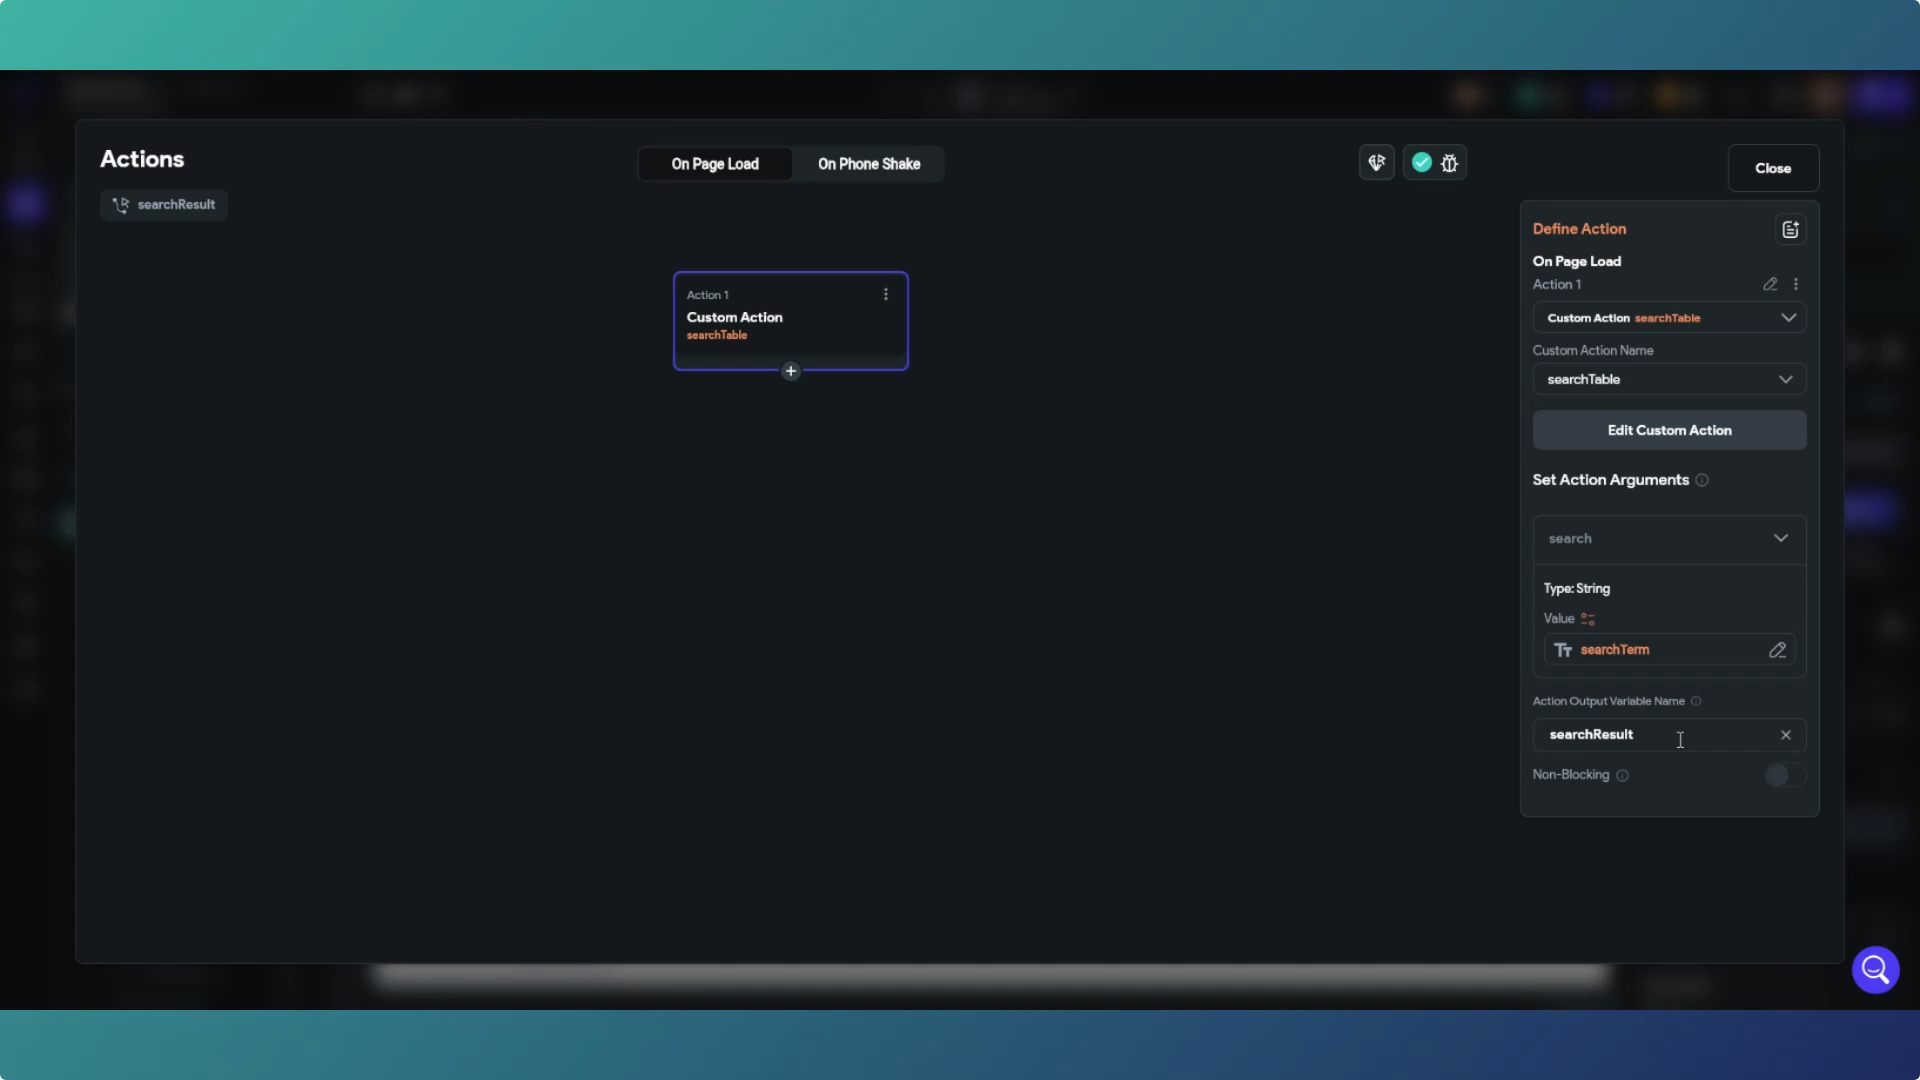 Actions
On Page Load
On Phone Shake
Close
searchResult
Action 1
Custom Action
searchTable
Define Action
On Page Load
Action 1
Custom Action searchTable
Custom Action Name
searchTable
Edit Custom Action
Set Action Arguments
search
Type: String
Value
Tт searchTerm
Action Output Variable Name
searchResult
Non-Blocking